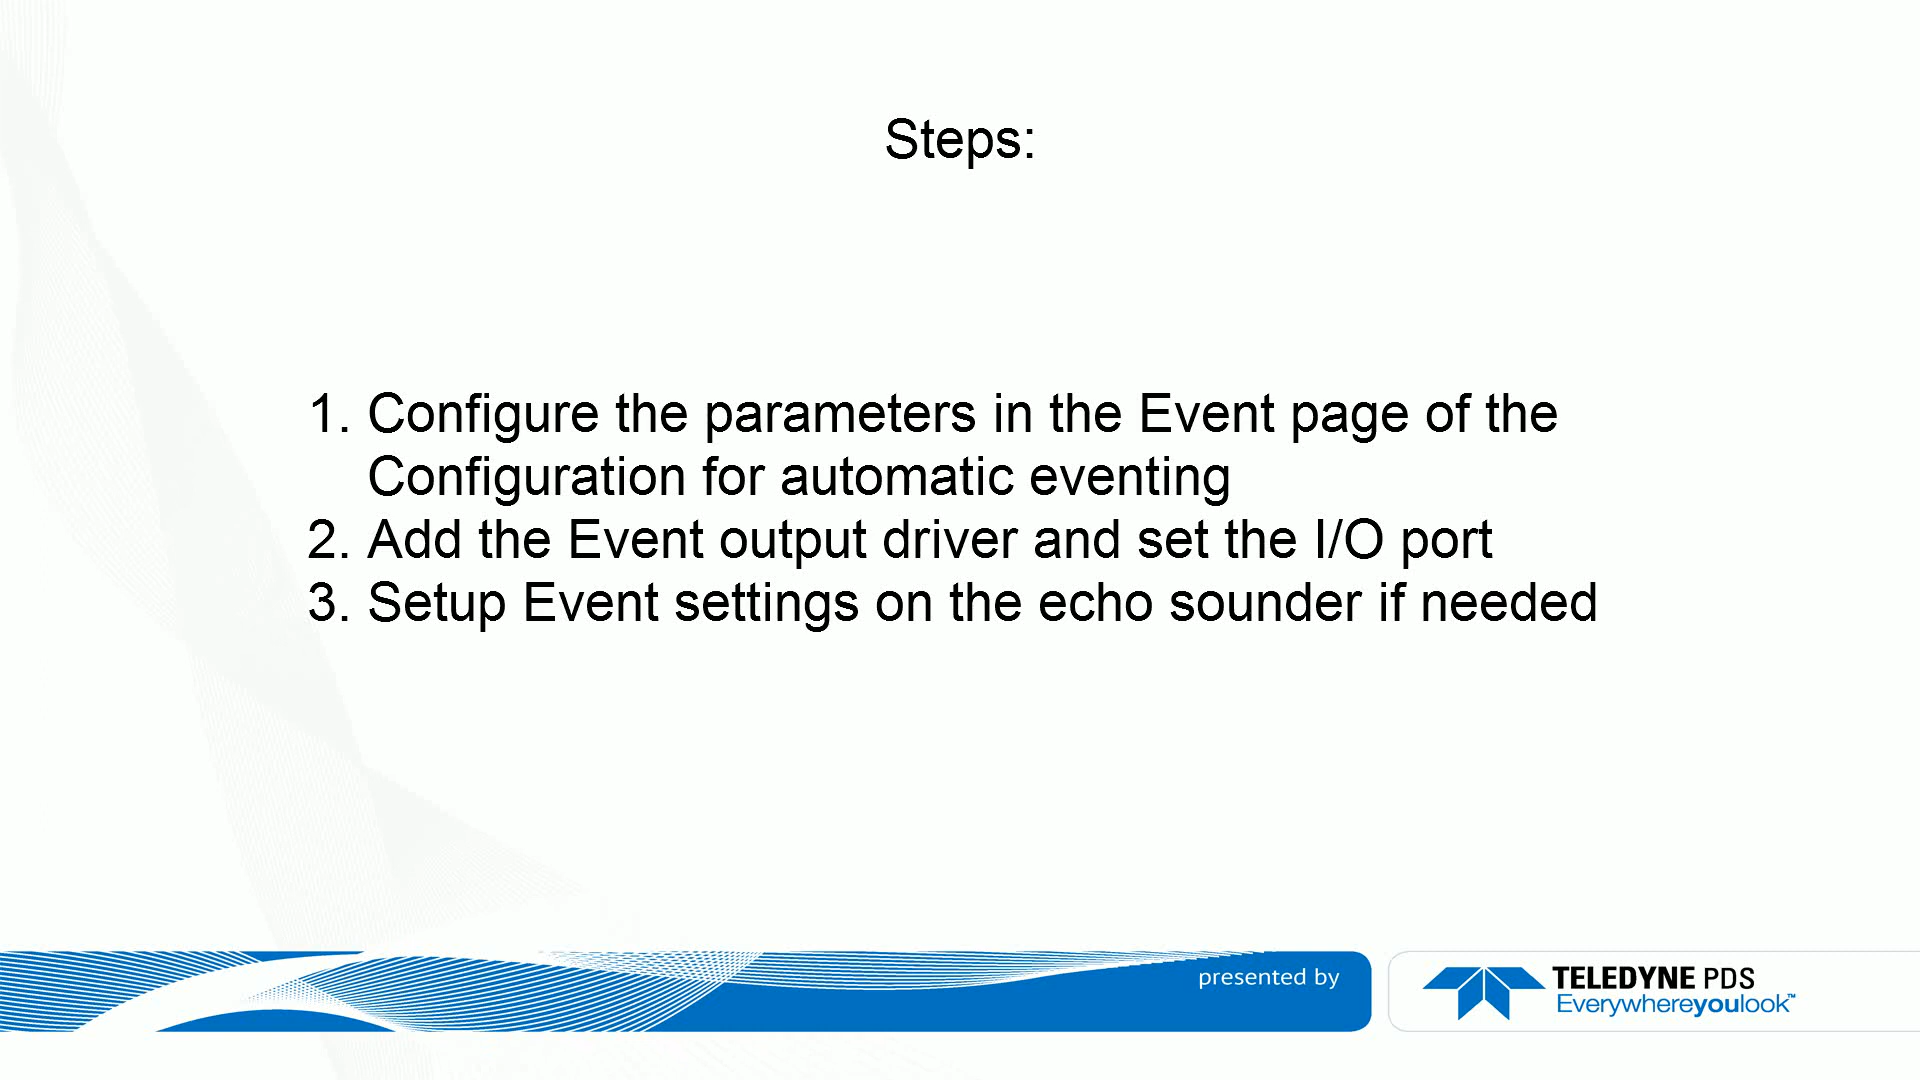 Steps:
1. Configure the parameters in the Event page of the
Configuration for automatic eventing
2. Add the Event output driver and set the I/O port
3. Setup Event settings on the echo sounder if needed
presented by
TELEDYNE PDS
Everywhereyoulook™